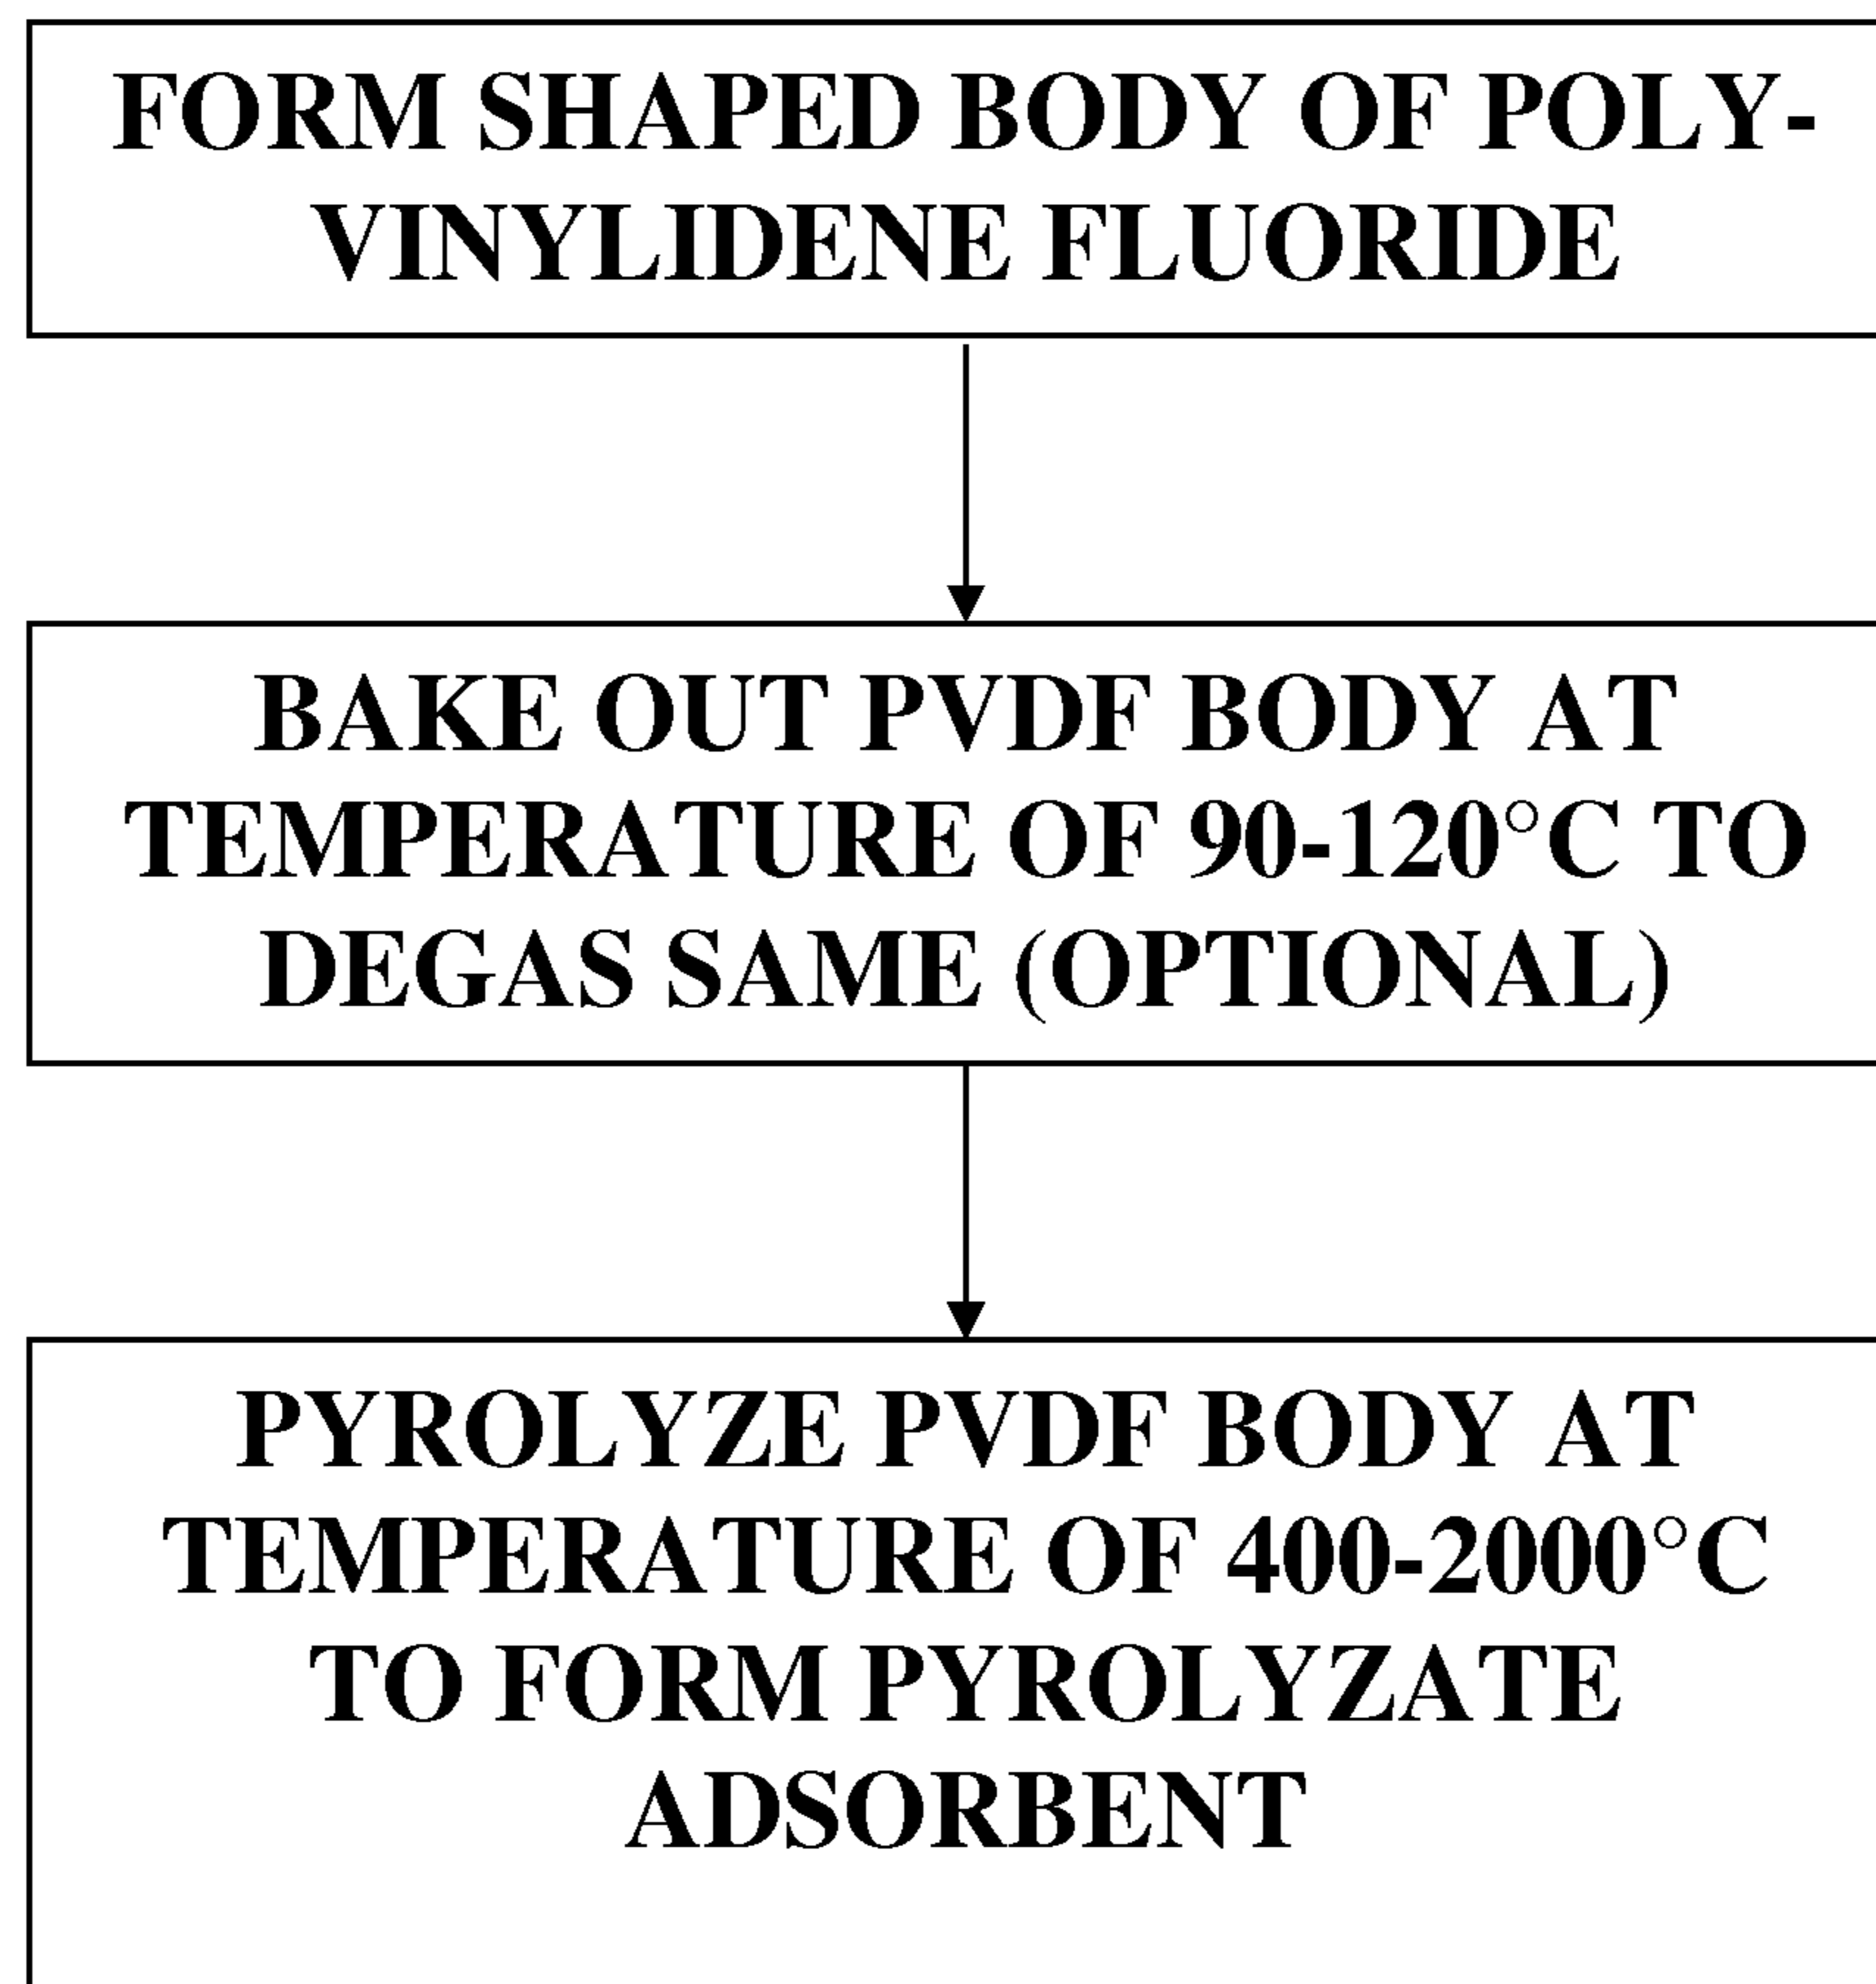 FORM SHAPED BODY OF POLY-
VINYLIDENE FLUORIDE
BAKE OUT PVDF BODY AT
TEMPERATURE OF 90-120°C TO
DEGAS SAME (OPTIONAL)
PYROLYZE PVDF BODY AT
TEMPERATURE OF 400-2000°C
TO FORM PYROLYZATE
ADSORBENT